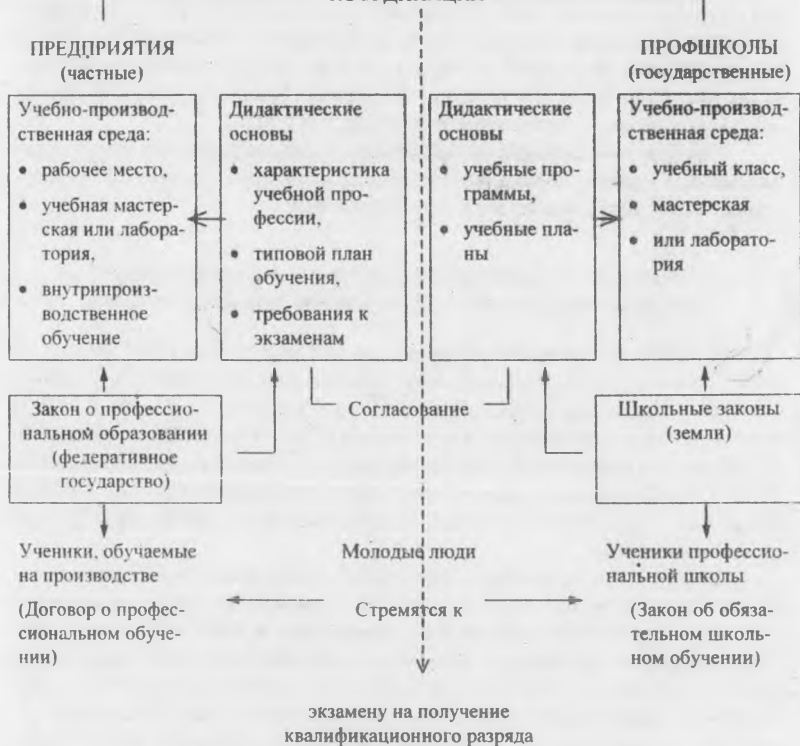 ПРЕДПРИЯТИЯ
(частные)
ПРОФШКОЛЫ
(государственные)
Учебно-производ-
ственная среда:
• рабочее место,
• учебная мастер-
ская или лабора-
тория,
• внутрипроиз-
водственное
обучение
Дидактические
основы
• характеристика
учебной про-
фессии,
• типовой план
обучения,
• требования к
экзаменам
Дидактические
основы
• учебные про-
граммы,
• учебные пла-
ны
Учебно-производ-
ственная среда:
• учебный класс,
• мастерская
• или лаборато-
рия
Закон о профессио-
нальном образовании
(федеративное
государство)
Согласование
Школьные законы
(земли)
Ученики, обучаемые
на производстве
(Договор о профес-
сиональном обуче-
нии)
Молодые люди
Стремятся к
Ученики профессио-
нальной школы
(Закон об обяза-
тельном школь-
ном обучении)
экзамену на получение
квалификационного разряда